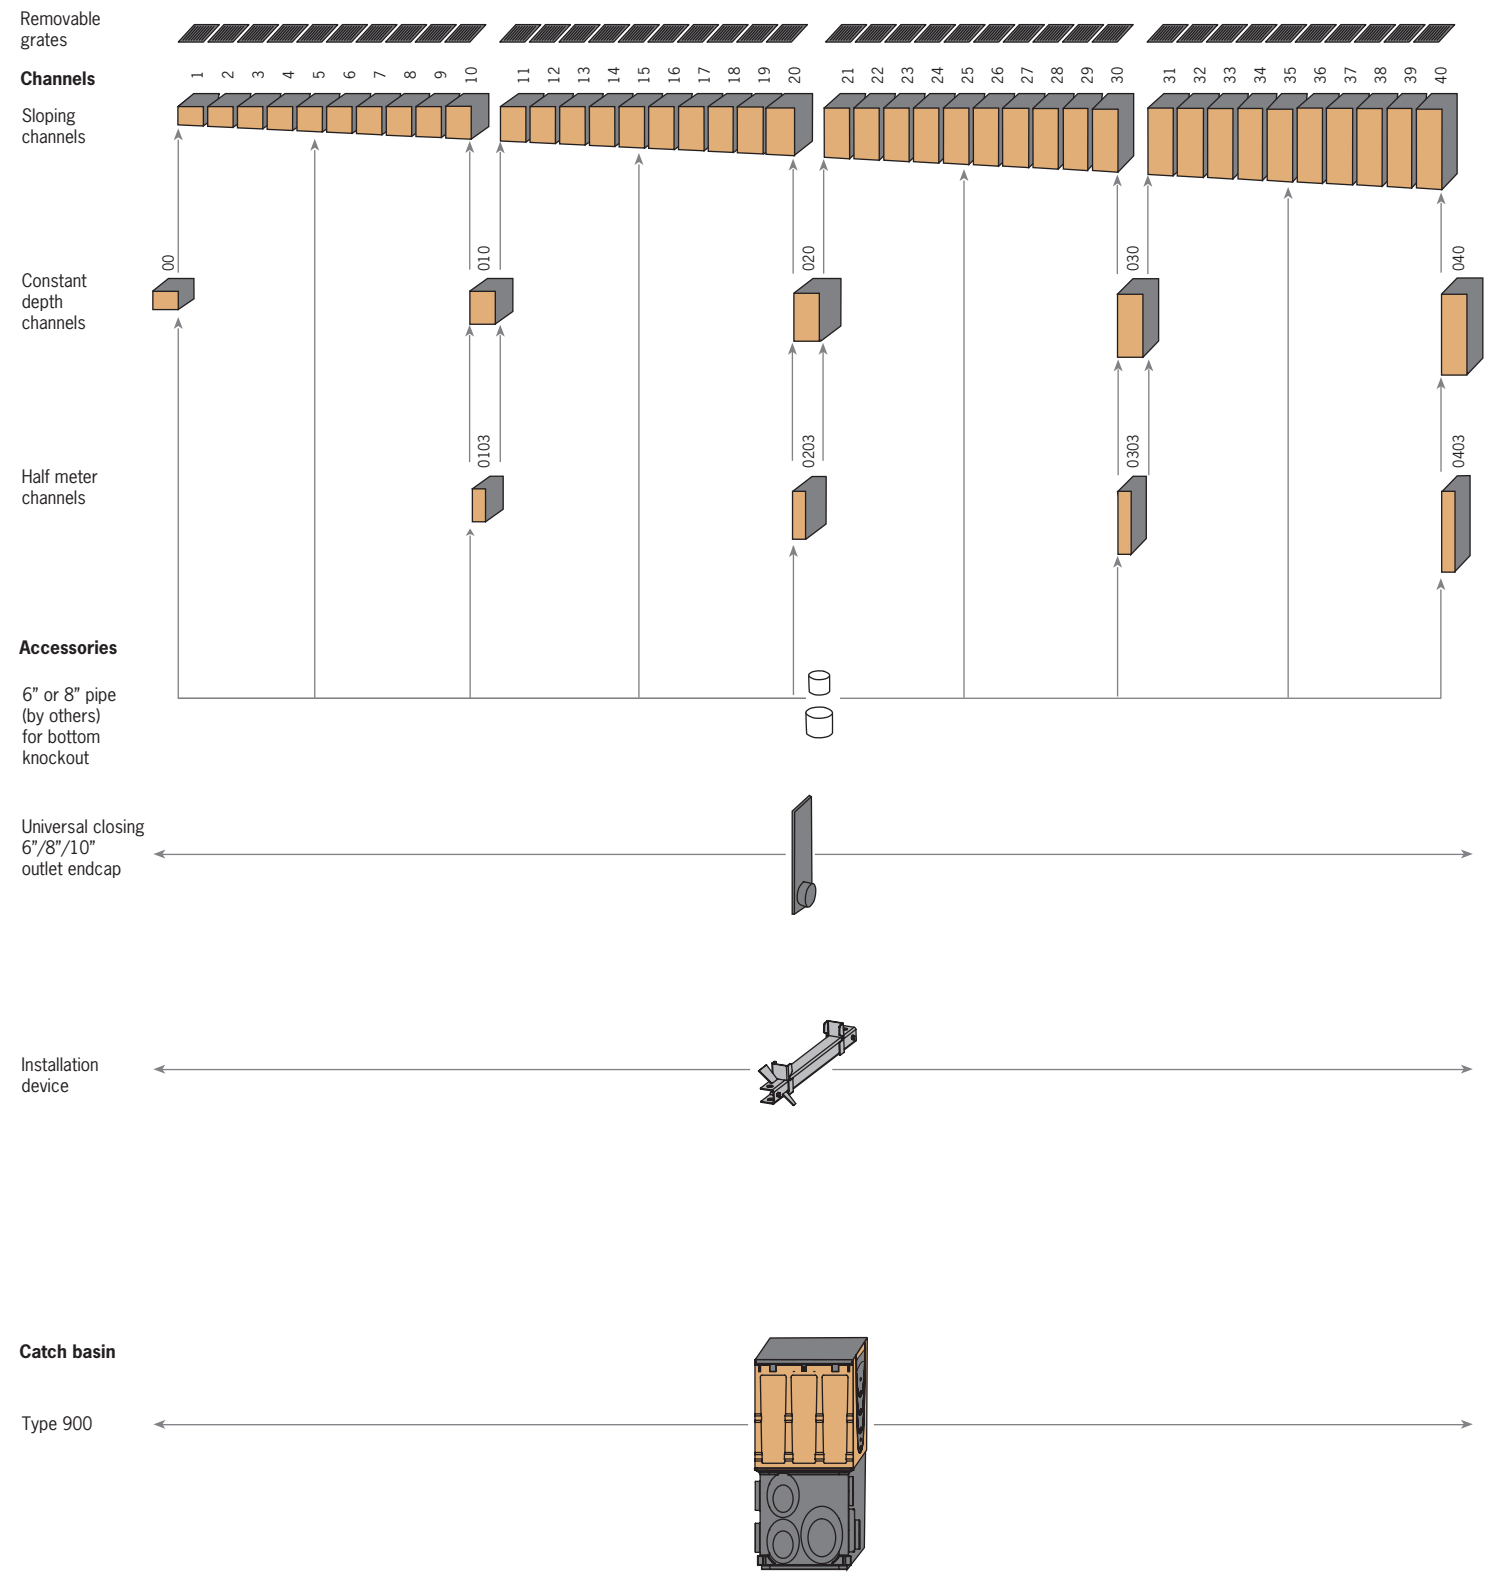 Removable
grates
Channels
1 2 3 4 5 6 7 8 9 10 11 12 13 14 15 16 17 18 19 20 21 22 23 24 25 26 27 28 29 30 31 32 33 34 35 36 37 38 39 40
Sloping
channels
00 010 020 030 040
Constant
depth
channels
0103 0203 0303 0403
Half meter
channels
Accessories
6” or 8” pipe
(by others)
for bottom
knockout
Universal closing
6”/8”/10”
outlet endcap
Installation
device
Catch basin
Type 900